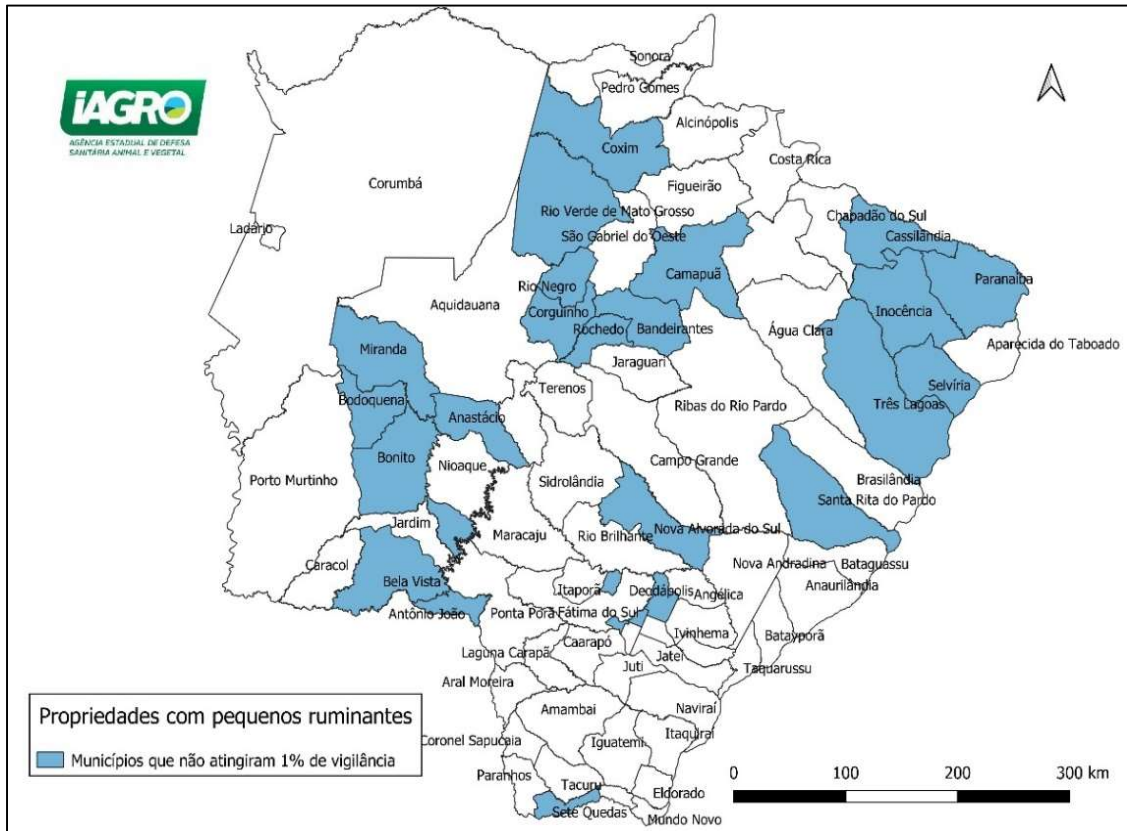 iAGRO
AGÊNCIA ESTADUAL DE DEFESA
SANITÁRIA ANIMAL E VEGETAL
Sonora
Pedro Gomes
Alcinópolis
Coxim
Costa Rica
Corumbá
Figueirão
Rio Verde de Mato Grosso
Chapadão do Sul
Ladário
São Gabriel do Oeste
Cassilândia
Camapuã
Paranaíba
Rio Negro
Aquidauana
Corguinho
Inocência
Rochedo
Bandeirantes
Água Clara
Aparecida do Taboado
Miranda
Jaraguari
Terenos
Selvíria
Bodoquena
Ribas do Rio Pardo
Três Lagoas
Anastácio
Bonito
Nioaque
Campo Grande
Porto Murtinho
Sidrolândia
Brasilândia
Santa Rita do Pardo
Jardim
Nova Alvorada do Sul
Maracaju
Rio Brilhante
Caracol
Nova Andradina
Bataguassu
Bela Vista
Itaporã
Deodápolis
Angélica
Anaurilândia
Antônio João
Ponta Porã
Fátima do Sul
Ivinhema
Batayporã
Caarapó
Laguna Carapã
Jateí
Juti
Taquarussu
Aral Moreira
Amambai
Naviraí
Propriedades com pequenos ruminantes
Coronel Sapucaia
Iguatemi
Itaquiraí
Municípios que não atingiram 1% de vigilância
Paranhos
Tacuru
Eldorado
Sete Quedas
Mundo Novo
0 100 200 300 km